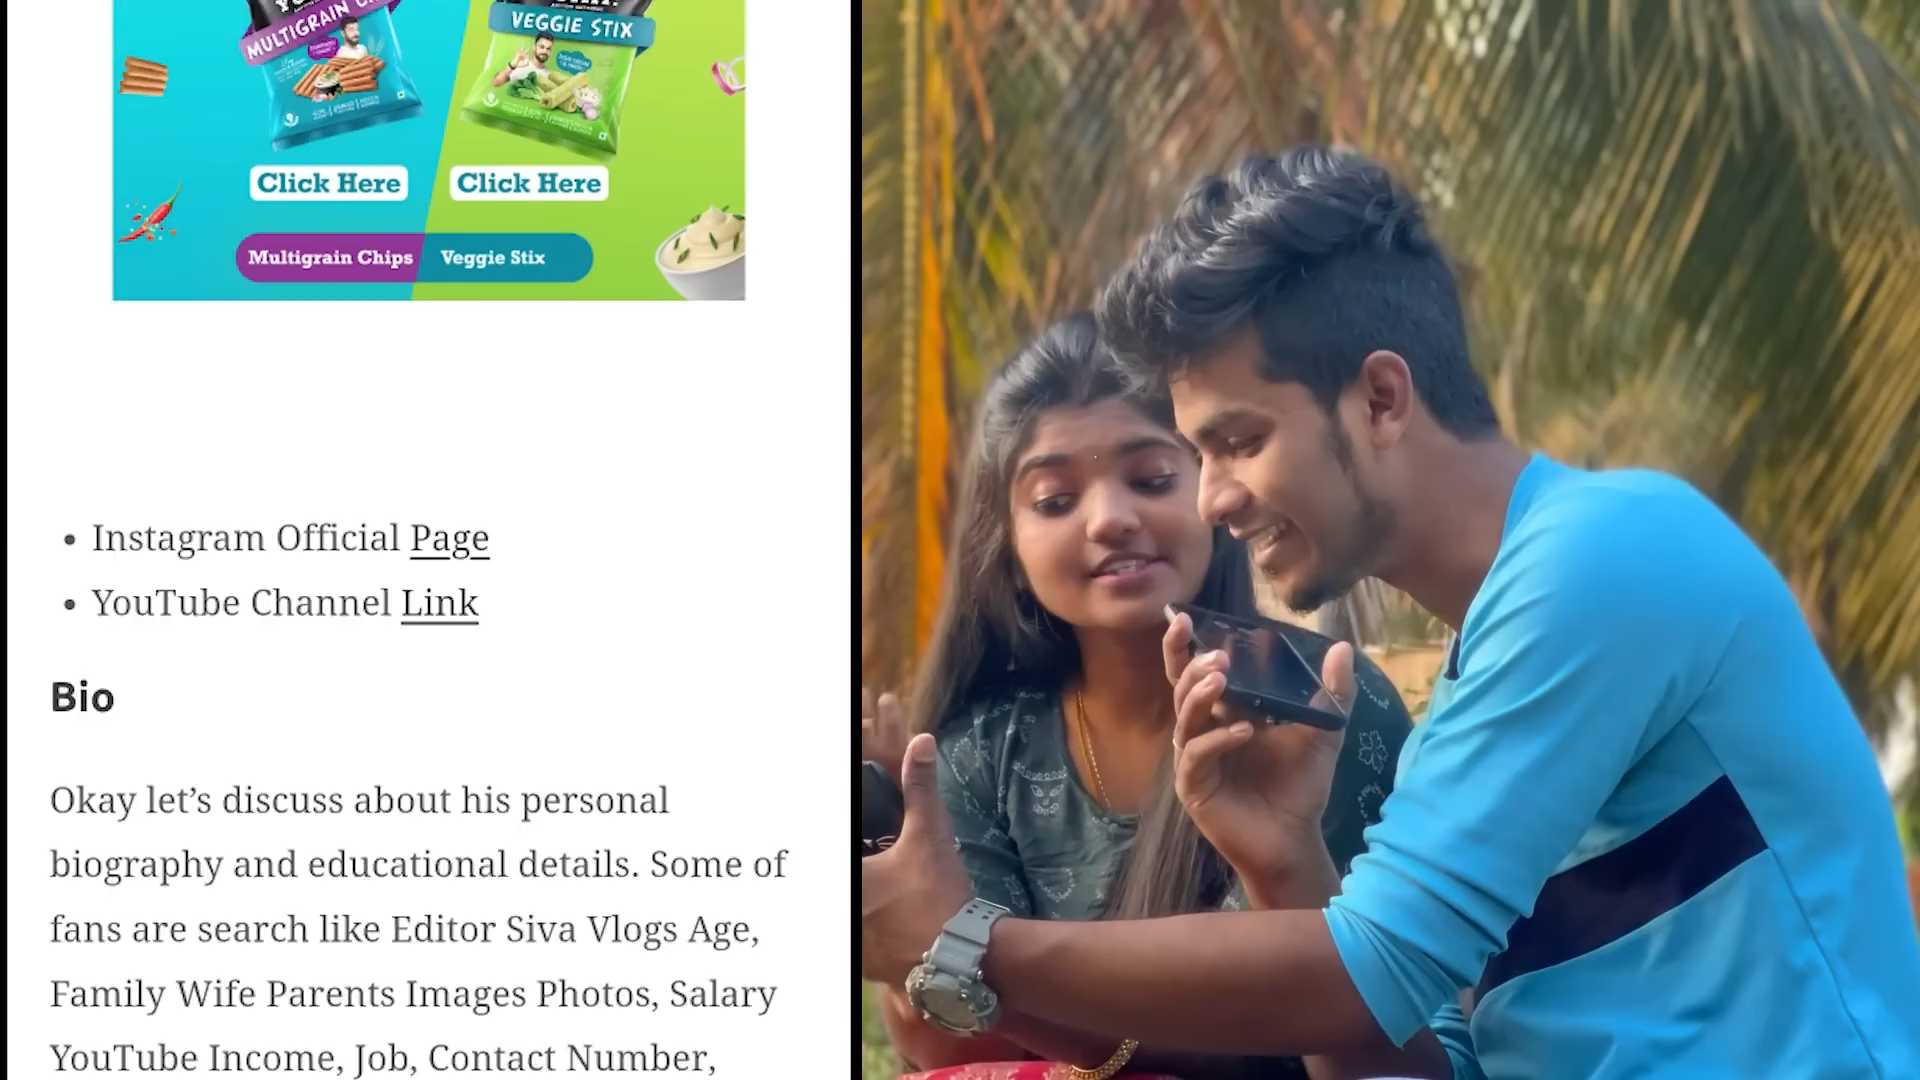 MULTIGRAIN
VEGGIE STIX
Click Here
Click Here
Multigrain Chips
Veggie Stix
• Instagram Official Page
• YouTube Channel Link
Bio
Okay let’s discuss about his personal
biography and educational details. Some of
fans are search like Editor Siva Vlogs Age,
Family Wife Parents Images Photos, Salary
YouTube Income, Job, Contact Number,